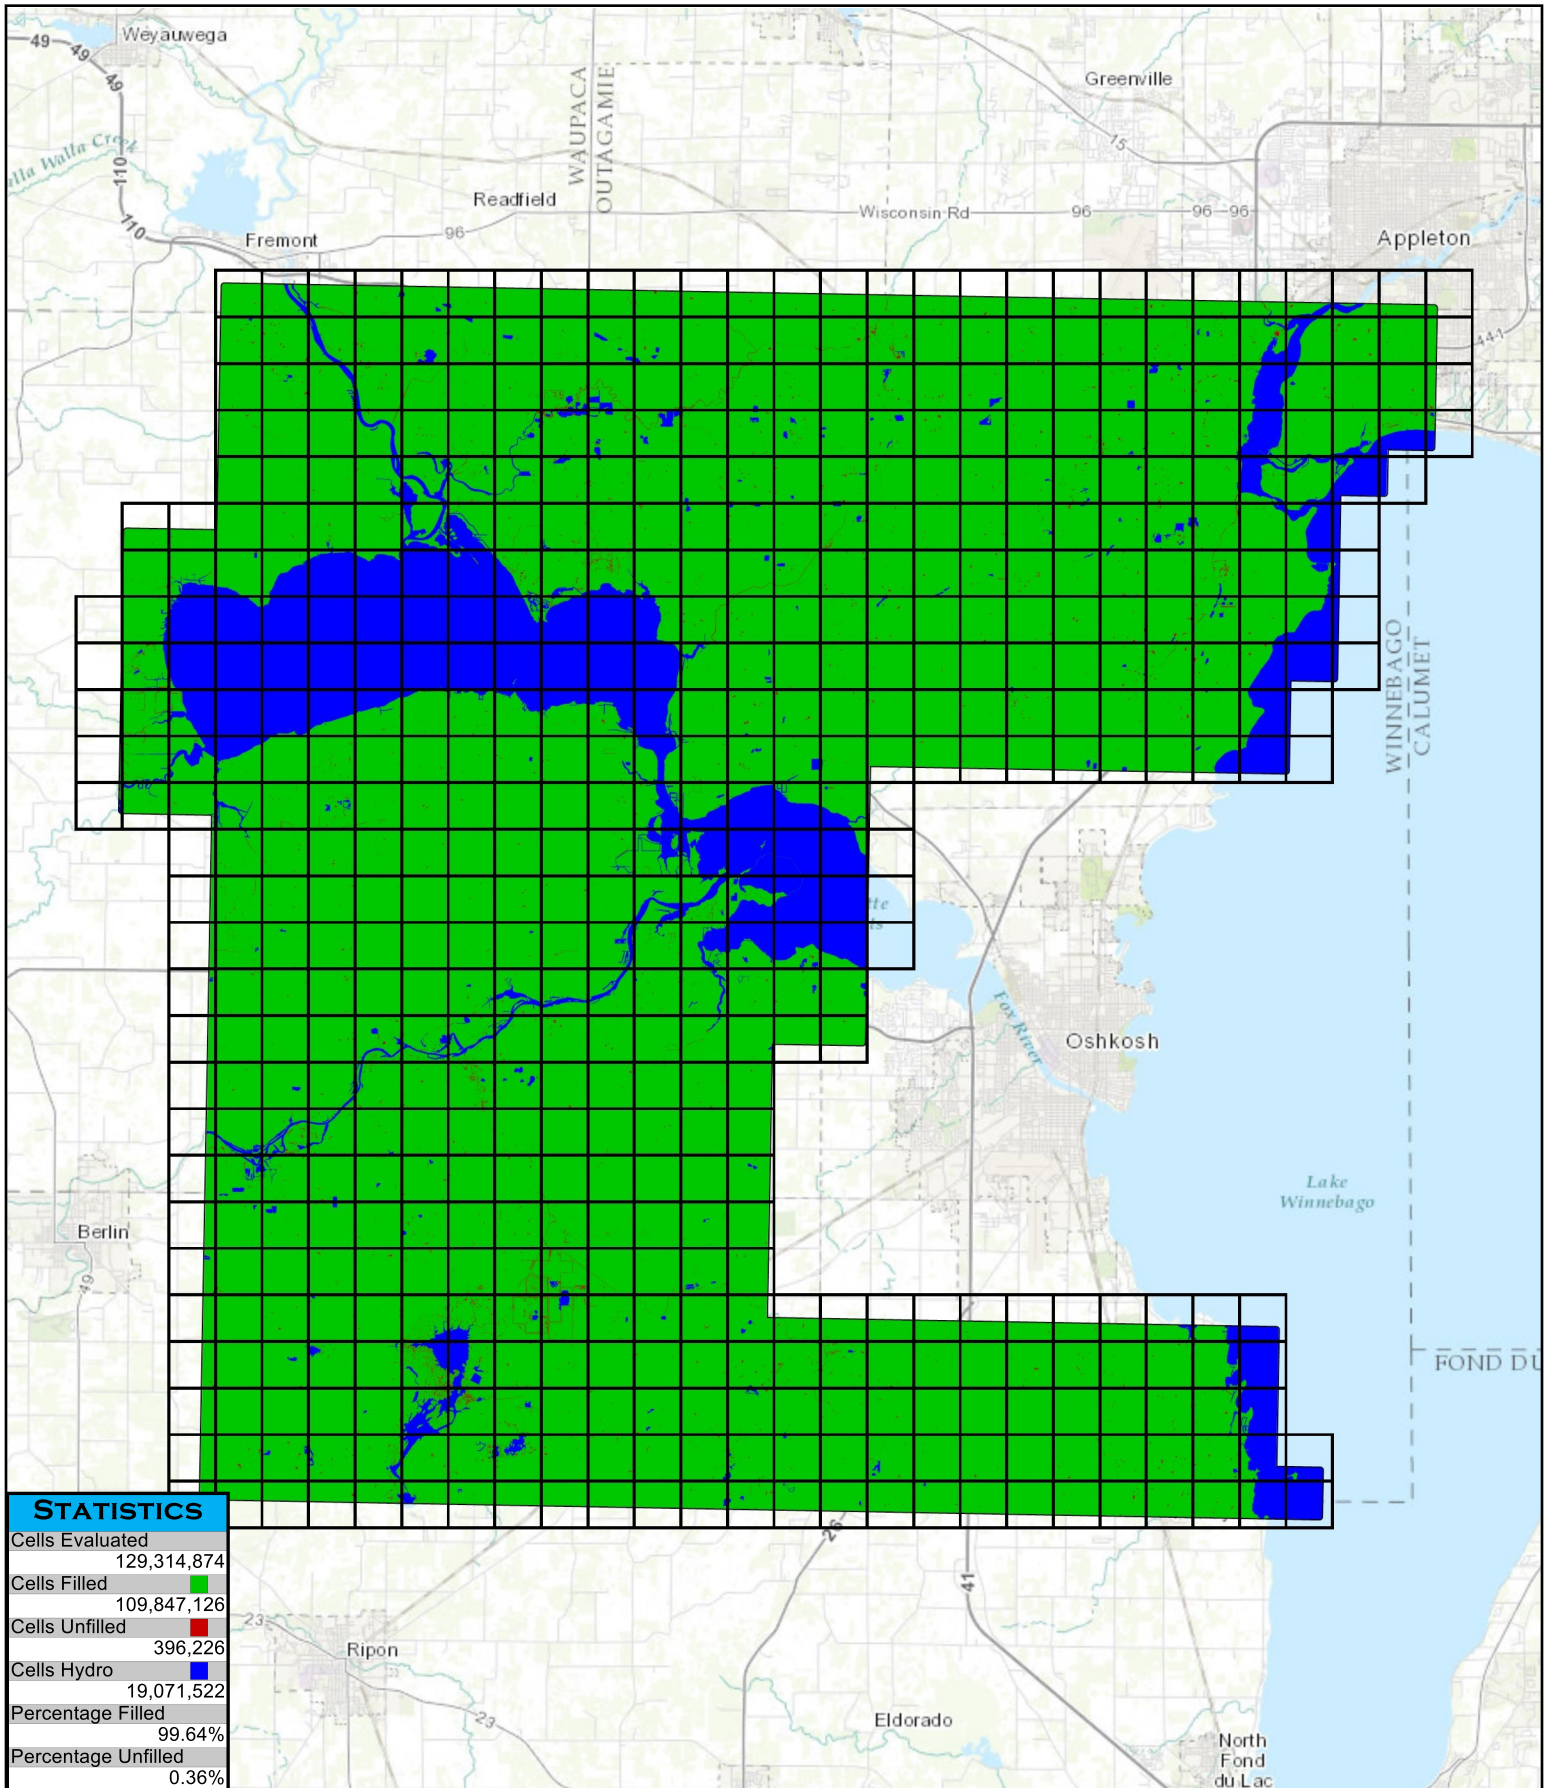 Weyauwega
49
49
49
Greenville
WAUPACA
OUTAGAMIE
15
alla Walla Creek
110
Readfield
Wisconsin Rd
96
96
96
110
Fremont
96
Appleton
441
WINNEBAGO
CALUMET
Fox River
Oshkosh
Lake
Winnebago
Berlin
49
FOND DU
STATISTICS
Cells Evaluated
129,314,874
Cells Filled
109,847,126
Cells Unfilled
396,226
Cells Hydro
19,071,522
Percentage Filled
99.64%
Percentage Unfilled
0.36%
26
41
23
Ripon
23
Eldorado
North
Fond
du Lac